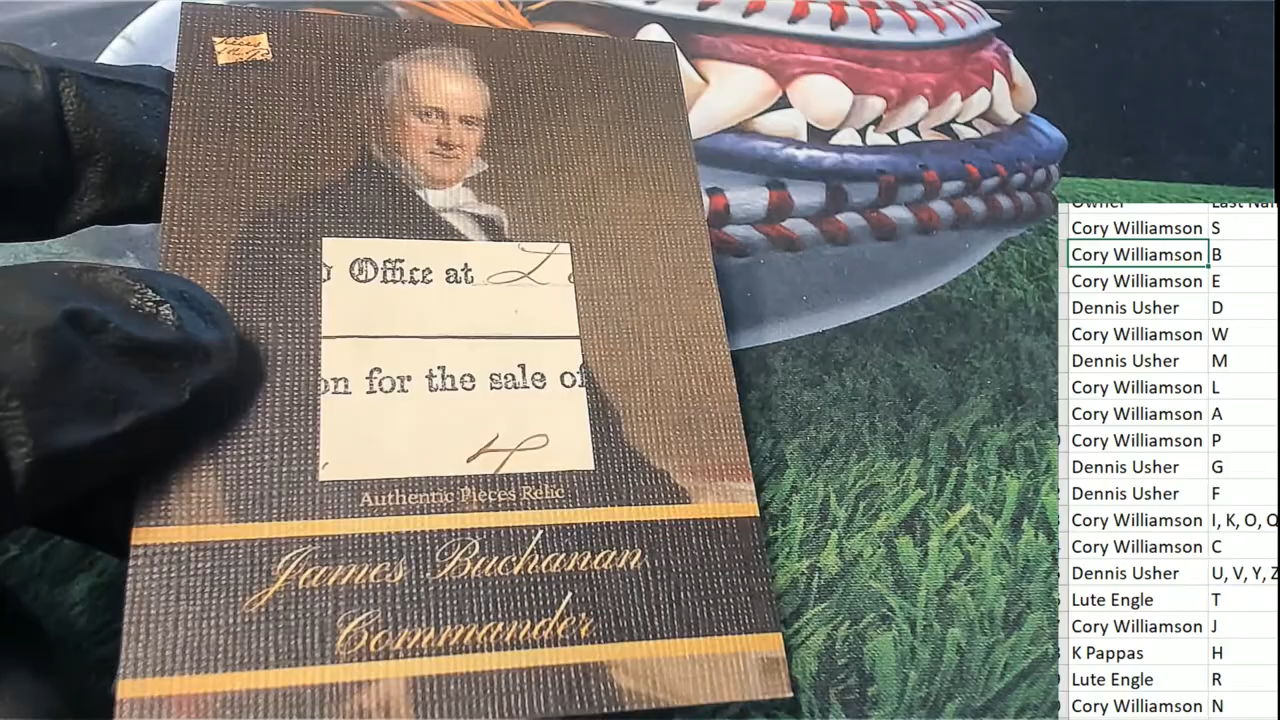 Pieces
Office at L
on for the sale of
Authentic Pieces Relic
James Buchanan
Commander
Owner Last Nam
Cory Williamson S
Cory Williamson B
Cory Williamson E
Dennis Usher D
Cory Williamson W
Dennis Usher M
Cory Williamson L
Cory Williamson A
Cory Williamson P
Dennis Usher G
Dennis Usher F
Cory Williamson I, K, O, Q
Cory Williamson C
Dennis Usher U, V, Y, Z
Lute Engle T
Cory Williamson J
K Pappas H
Lute Engle R
Cory Williamson N